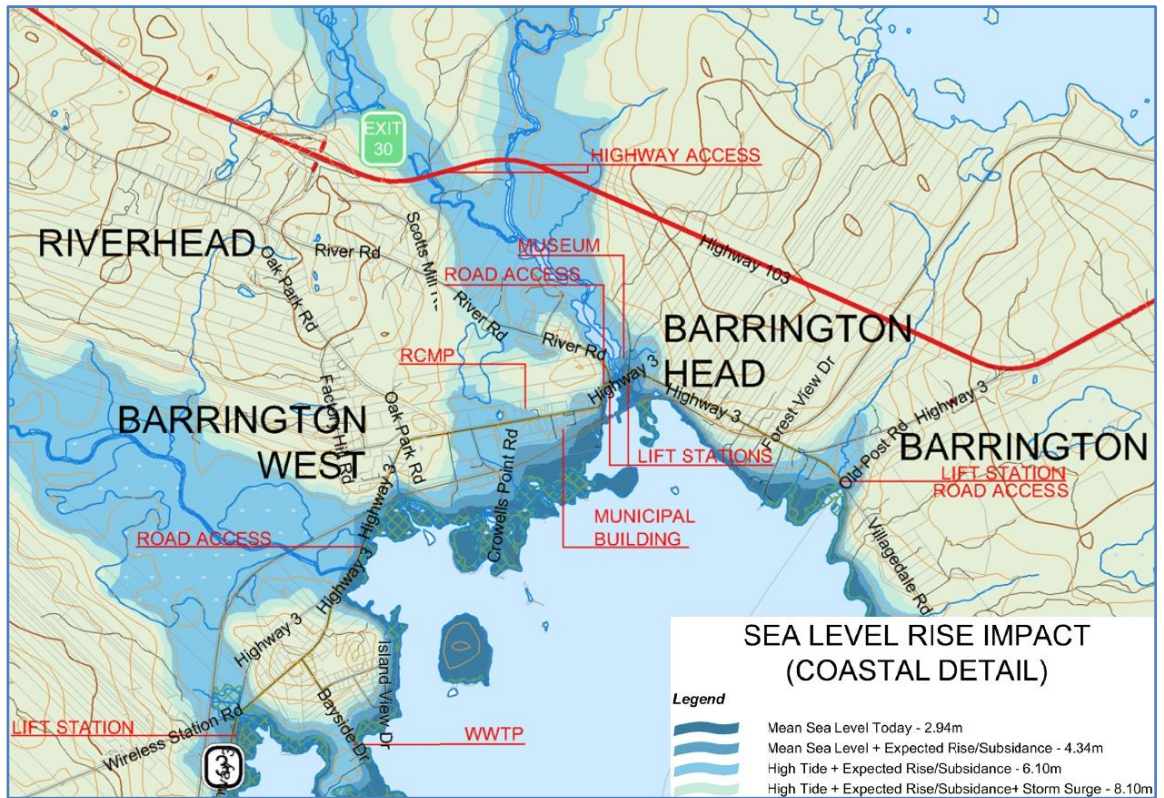 EXIT
30
HIGHWAY ACCESS
Scotts Mill Rd
MUSEUM
Highway 103
RIVERHEAD
River Rd
Oak Park Rd
ROAD ACCESS
River Rd
River Rd
BARRINGTON
HEAD
RCMP
Highway 3
Highway 3
Forest View Dr
Highway 3
Old Post Rd
BARRINGTON
BARRINGTON
WEST
Factory Hill Rd
Oak Park Rd
Crowells Point Rd
LIFT STATIONS
LIFT STATION
ROAD ACCESS
Highway 3
MUNICIPAL
BUILDING
ROAD ACCESS
Highway 3
Villagedale Rd
Highway 3
Island View Dr
Bayside Dr
LIFT STATION
Wireless Station Rd
WWTP
SEA LEVEL RISE IMPACT
(COASTAL DETAIL)
Legend
Mean Sea Level Today - 2.94m
Mean Sea Level + Expected Rise/Subsidance - 4.34m
High Tide + Expected Rise/Subsidance - 6.10m
High Tide + Expected Rise/Subsidance+ Storm Surge - 8.10m